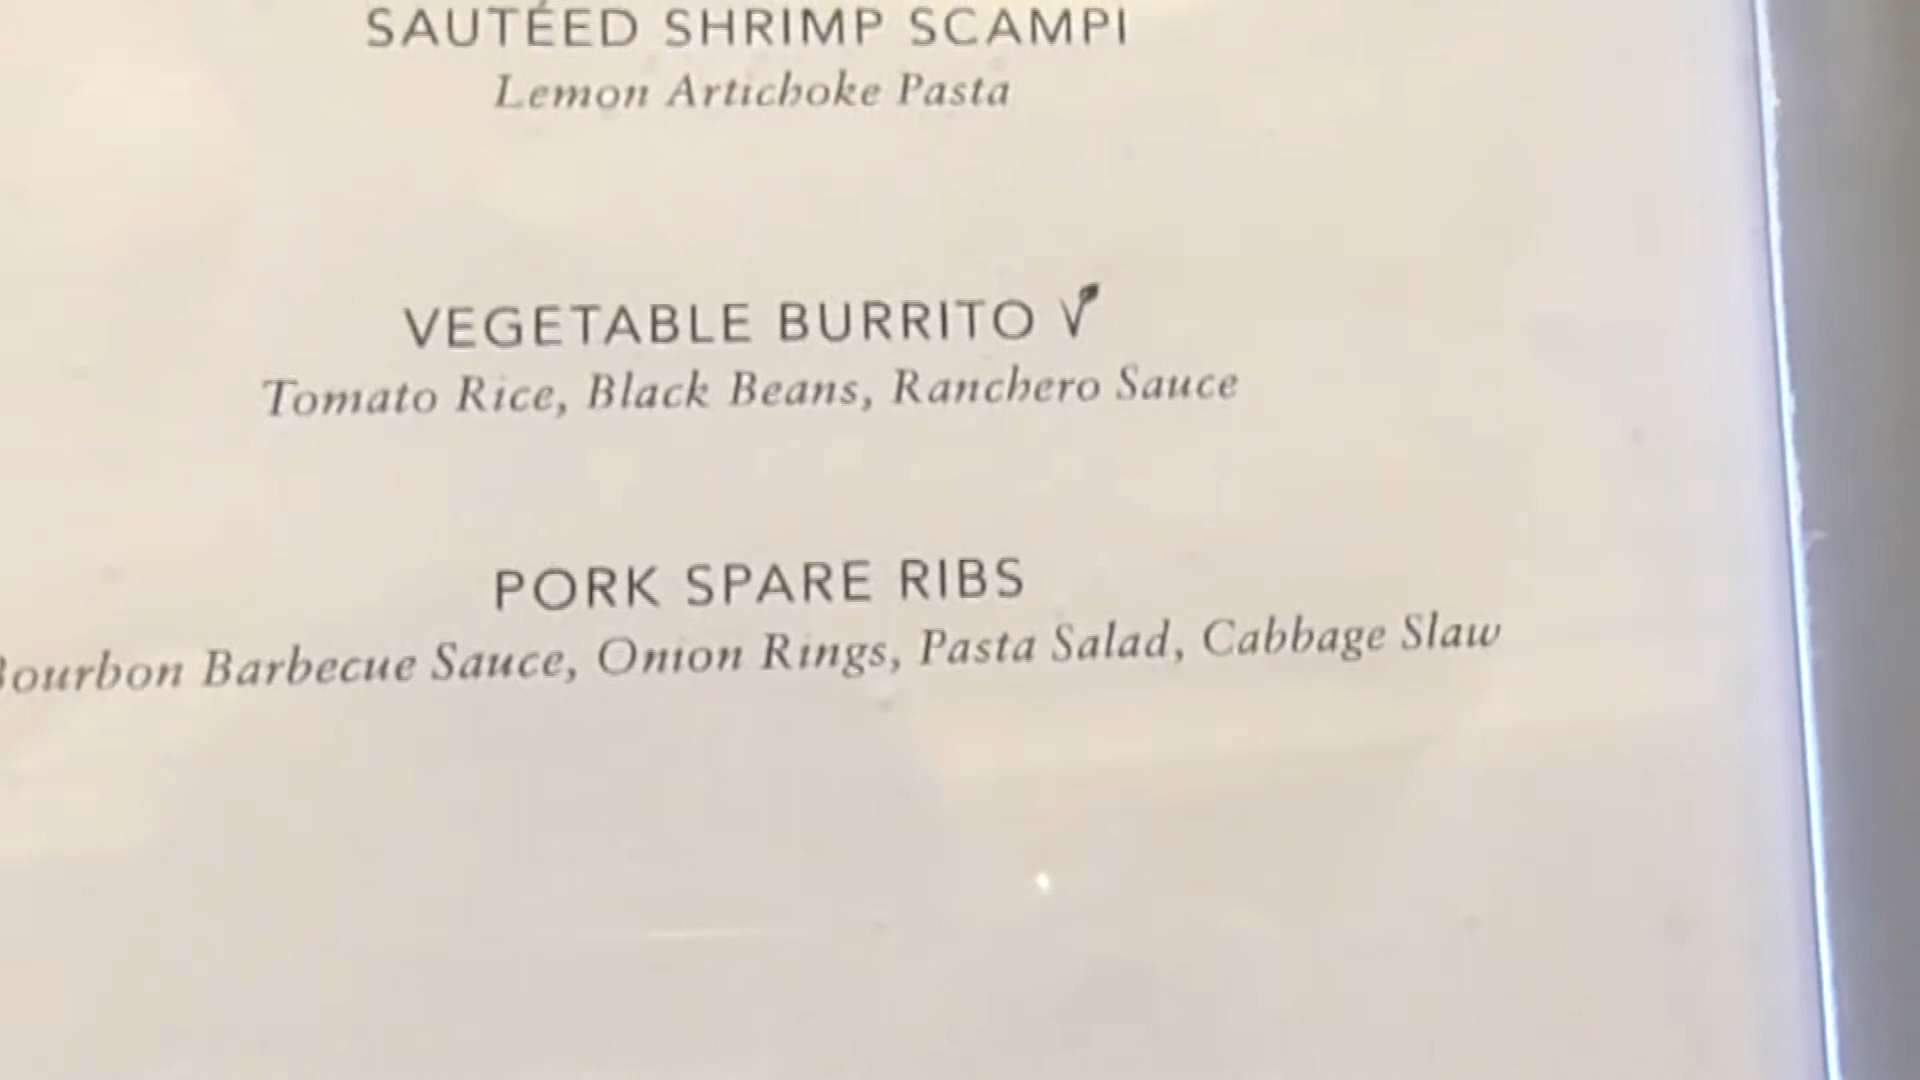 SAUTÉED SHRIMP SCAMPI
Lemon Artichoke Pasta
VEGETABLE BURRITO V
Tomato Rice, Black Beans, Ranchero Sauce
PORK SPARE RIBS
Bourbon Barbecue Sauce, Onion Rings, Pasta Salad, Cabbage Slaw